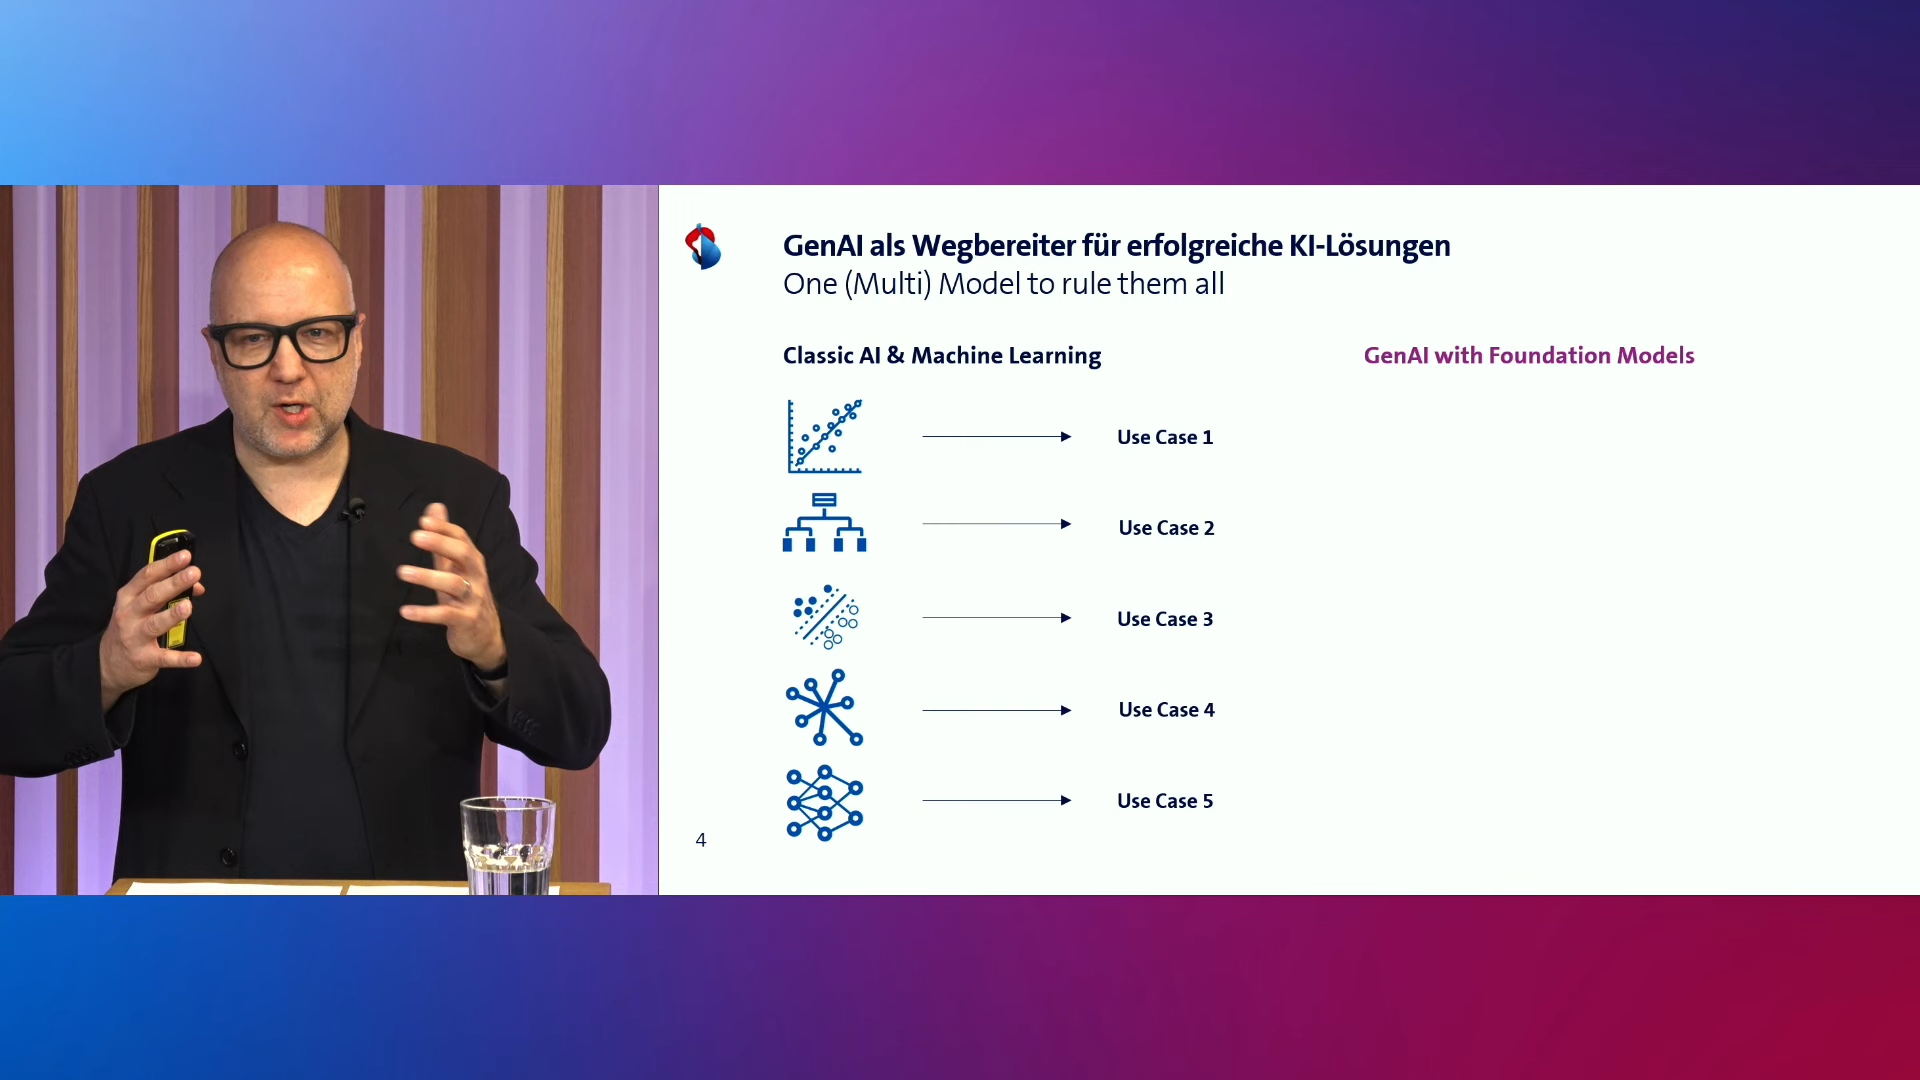 GenAI als Wegbereiter für erfolgreiche KI-Lösungen
One (Multi) Model to rule them all
Classic AI & Machine Learning
GenAI with Foundation Models
Use Case 1
Use Case 2
Use Case 3
Use Case 4
Use Case 5
4